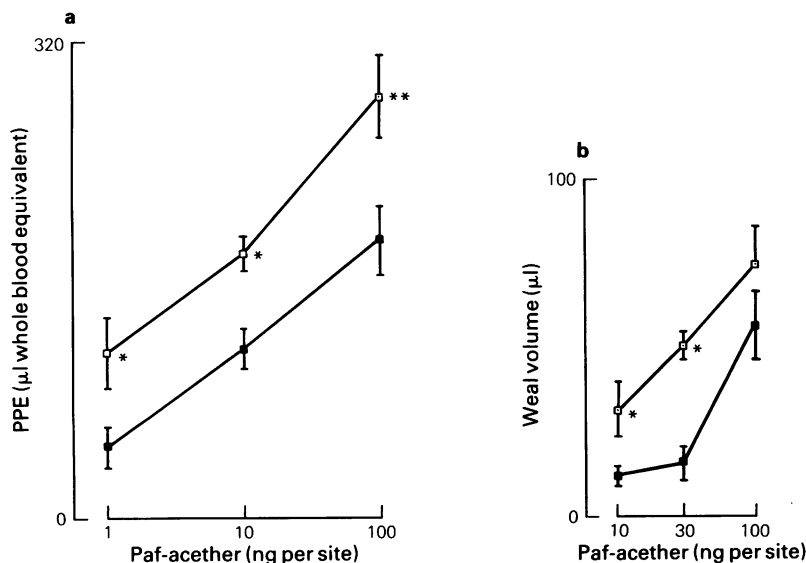 a
320
PPE (μl whole blood equivalent)
**
*
*
0
1 10 100
Paf-acether (ng per site)
b
100
Weal volume (μl)
*
*
0
10 30 100
Paf-acether (ng per site)